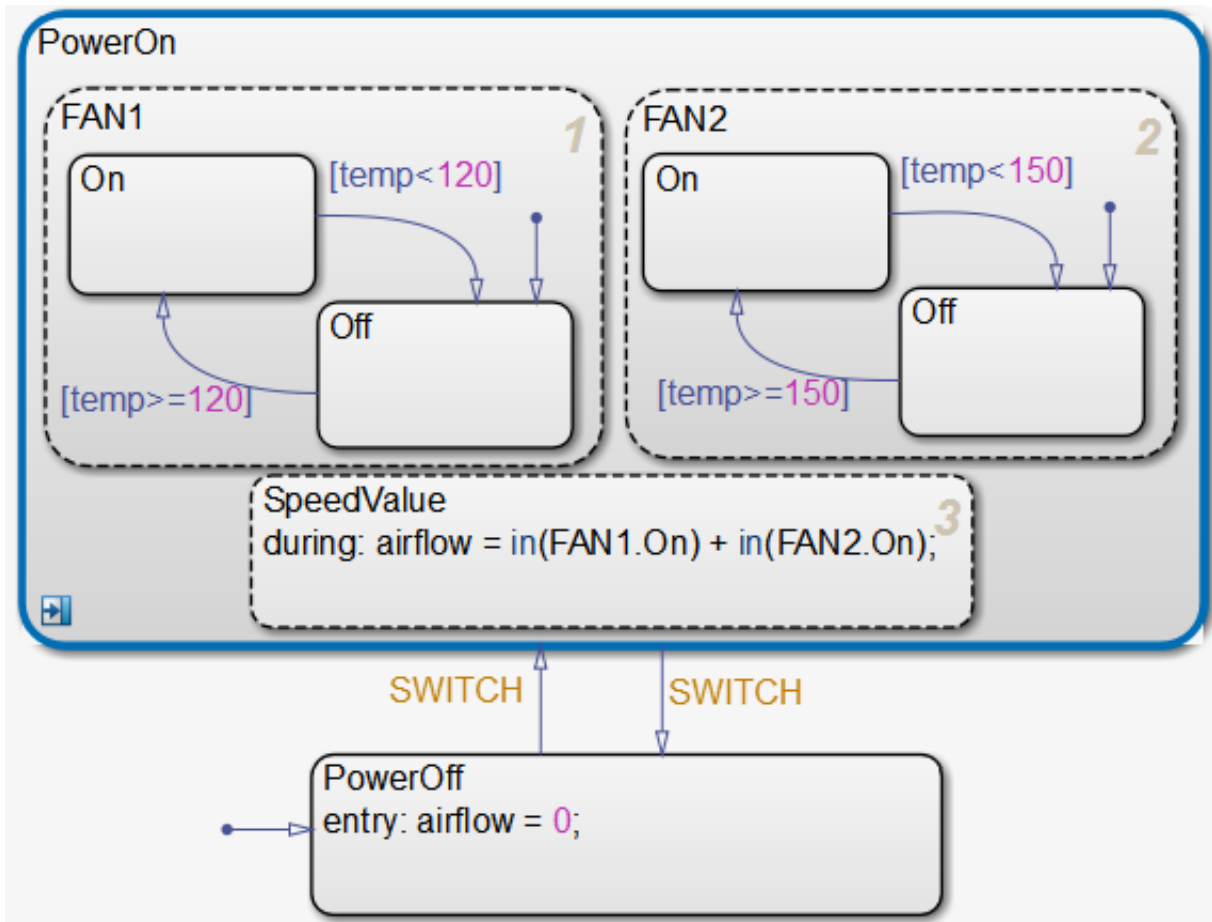 PowerOn
FAN1
1
On
[temp<120]
Off
[temp>=120]
FAN2
2
On
[temp<150]
Off
[temp>=150]
SpeedValue
3
during: airflow = in(FAN1.On) + in(FAN2.On);
SWITCH
SWITCH
PowerOff
entry: airflow = 0;